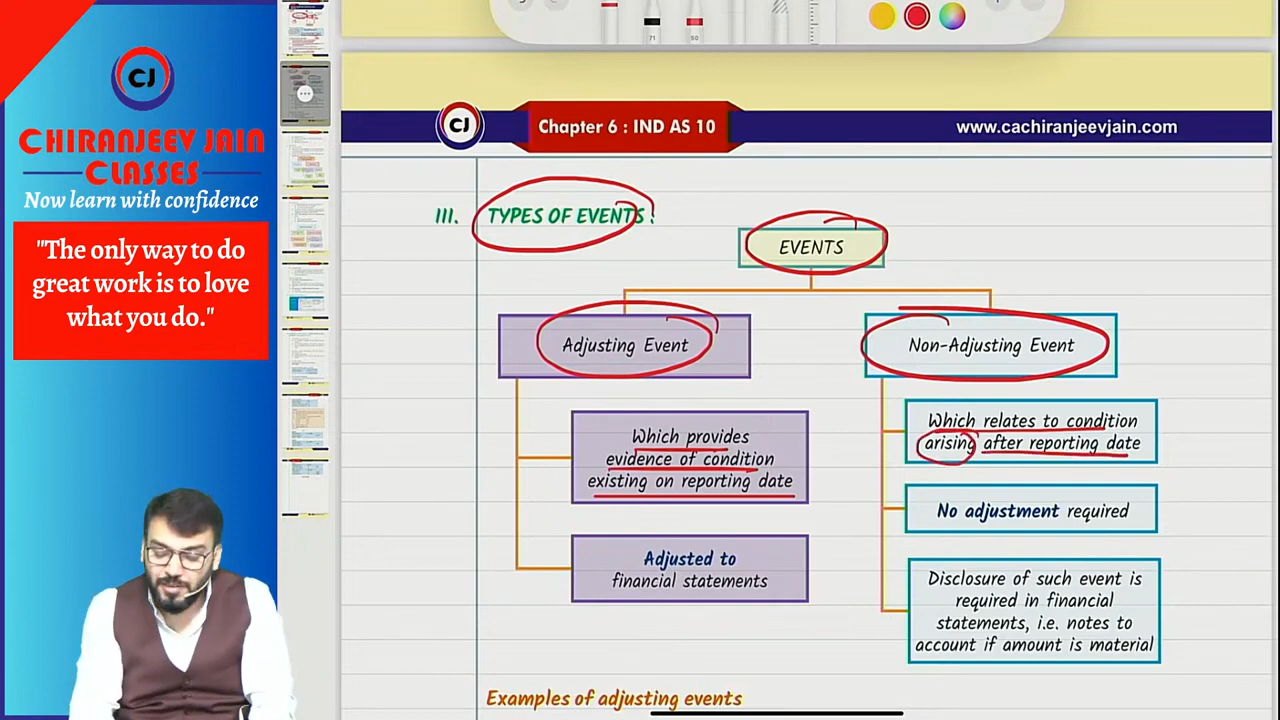 CJ
CHIRANJEEV JAIN
CLASSES
Now learn with confidence
"The only way to do
great work is to love
what you do."
71
50
CJ
Chapter 6 : IND AS 10
III. TYPES OF EVENTS :
EVENTS
Adjusting Event
Which provides
evidence of condition
existing on reporting date
Adjusted to
financial statements
Non-Adjusting Event
Which relates to condition
arising after reporting date
No adjustment required
Disclosure of such event is
required in financial
statements, i.e. notes to
account if amount is material
Examples of adjusting events